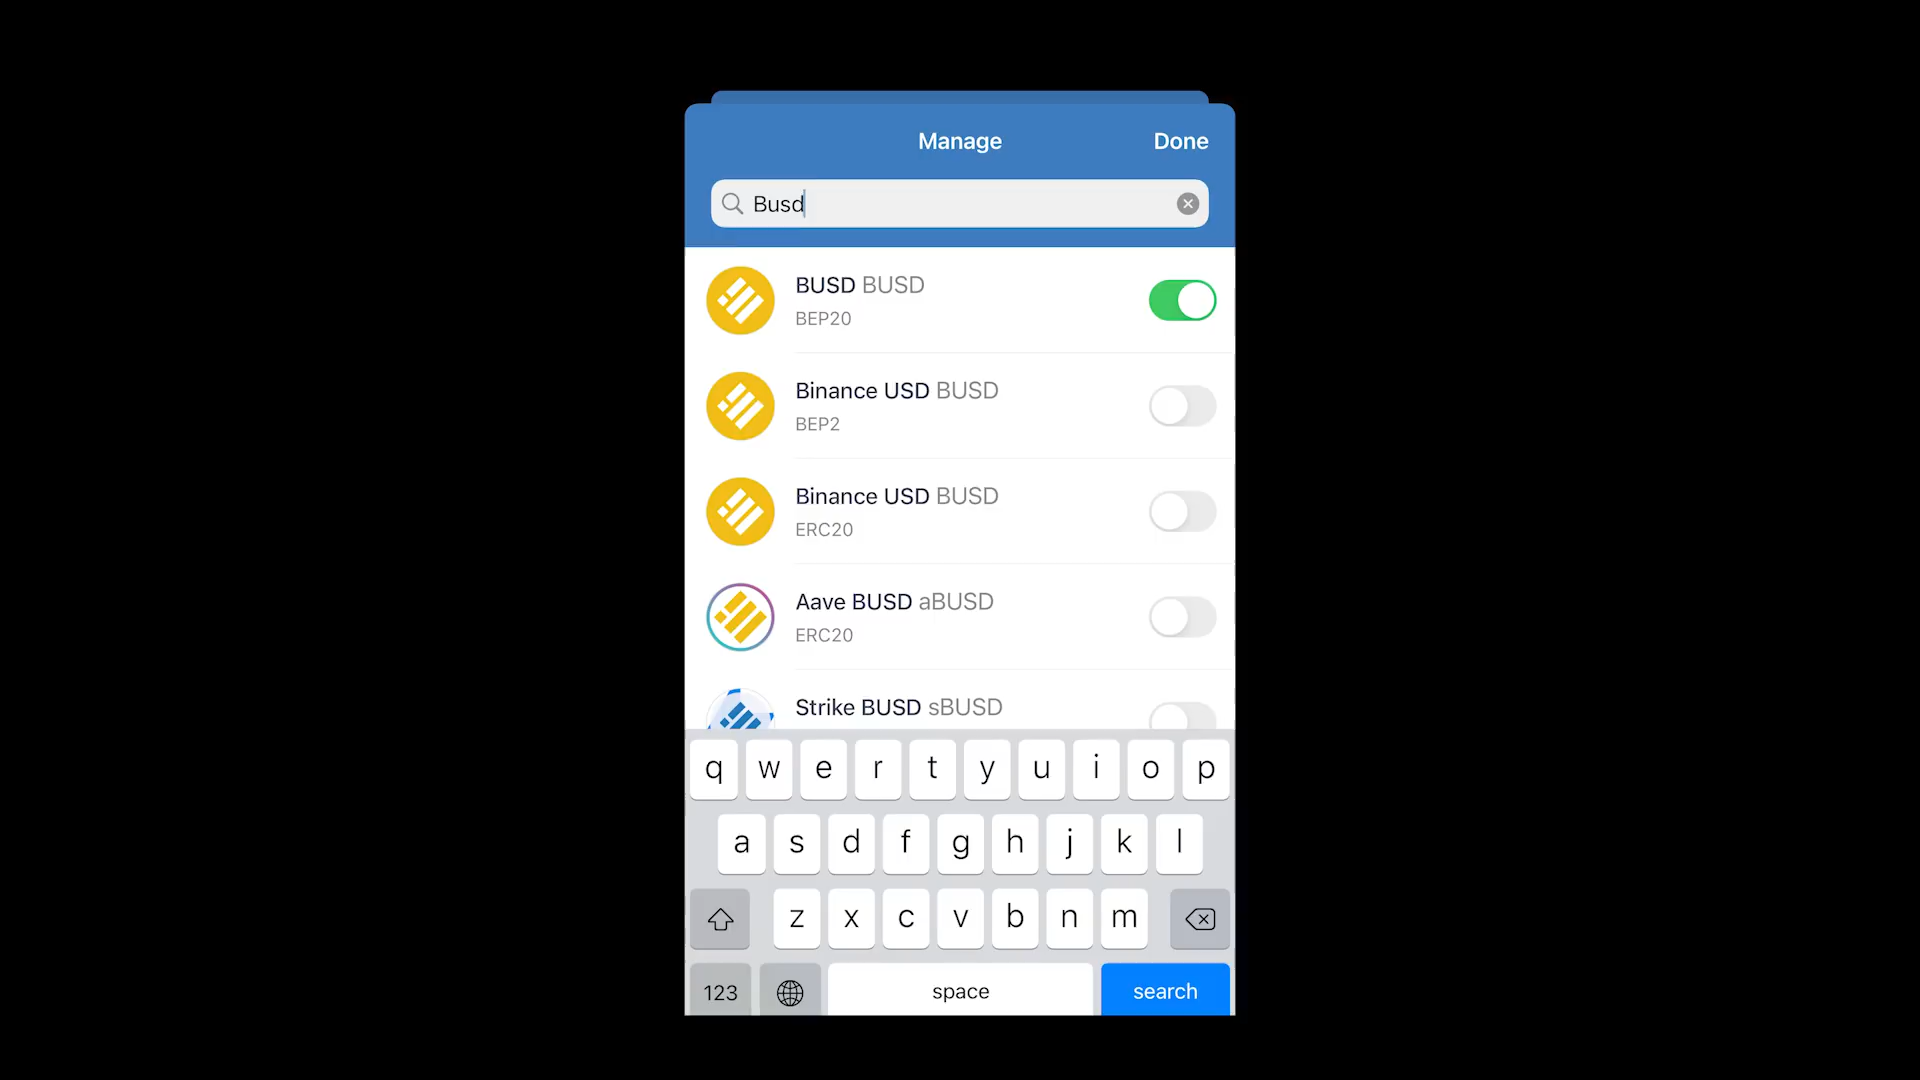 Manage Done
Busd
BUSD BUSD
BEP20
Binance USD BUSD
BEP2
Binance USD BUSD
ERC20
Aave BUSD aBUSD
ERC20
Strike BUSD sBUSD
q w e r t y u i o p
a s d f g h j k l
z x c v b n m
123 space search